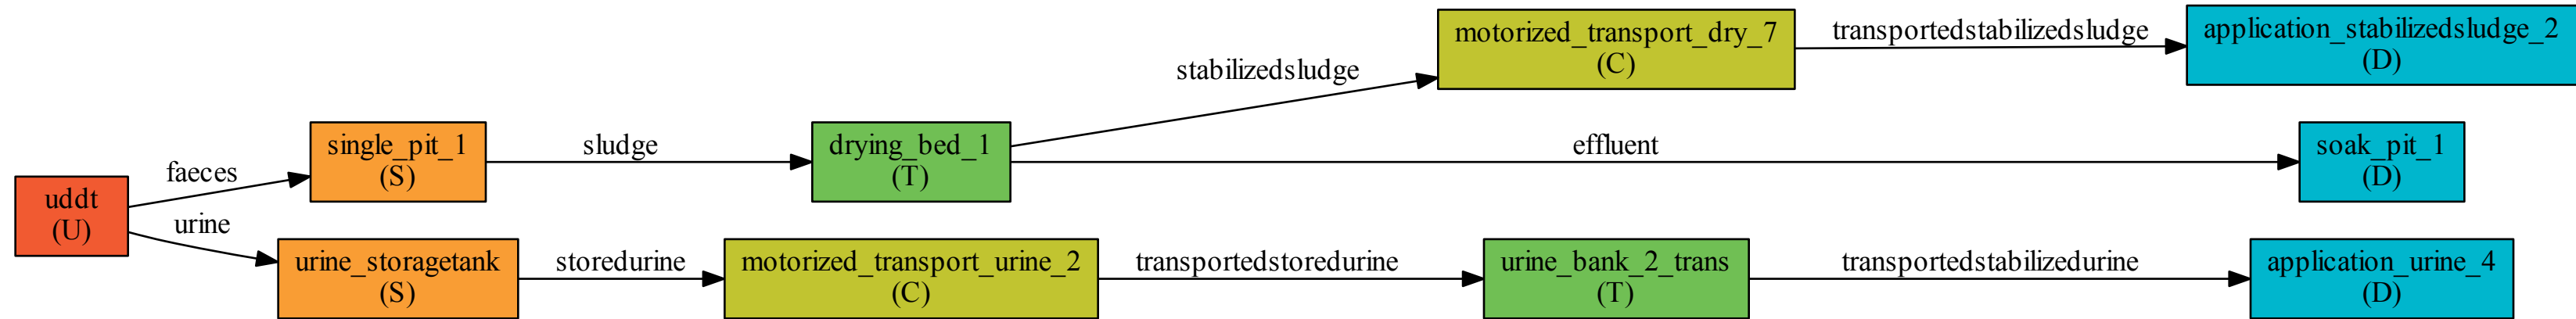 motorized_transport_dry_7
(C)
transportedstabilizedsludge
application_stabilizedsludge_2
(D)
stabilizedsludge
single_pit_1
(S)
sludge
drying_bed_1
(T)
effluent
soak_pit_1
(D)
faeces
uddt
(U)
urine
urine_storagetank
(S)
storedurine
motorized_transport_urine_2
(C)
transportedstoredurine
urine_bank_2_trans
(T)
transportedstabilizedurine
application_urine_4
(D)